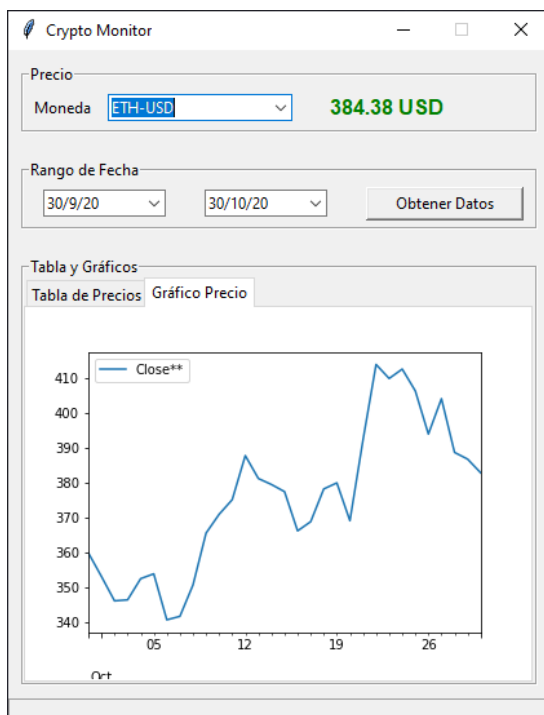 Crypto Monitor
Precio
Moneda ETH-USD 384.38 USD
Rango de Fecha
30/9/20 30/10/20 Obtener Datos
Tabla y Gráficos
Tabla de Precios Gráfico Precio
Close**
410
400
390
380
370
360
350
340
05 12 19 26
Oct